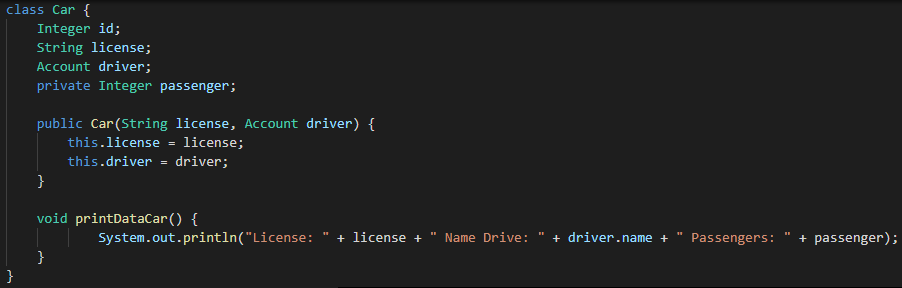 class Car {
    Integer id;
    String license;
    Account driver;
    private Integer passenger;

    public Car(String license, Account driver) {
        this.license = license;
        this.driver = driver;
    }

    void printDataCar() {
            System.out.println("License: " + license + " Name Drive: " + driver.name + " Passengers: " + passenger);
    }
}